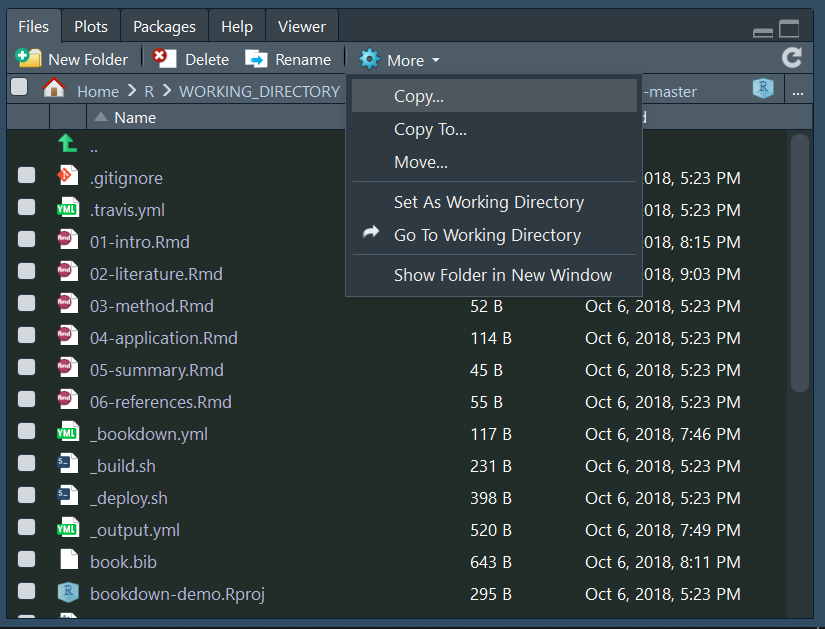 Files Plots Packages Help Viewer
New Folder Delete Rename More
Home R WORKING_DIRECTORY -master ...
Name
Copy...
Copy To...
Move...
Set As Working Directory
Go To Working Directory
Show Folder in New Window
..
.gitignore 018, 5:23 PM
.travis.yml 018, 5:23 PM
01-intro.Rmd 018, 8:15 PM
02-literature.Rmd 018, 9:03 PM
03-method.Rmd 52 B Oct 6, 2018, 5:23 PM
04-application.Rmd 114 B Oct 6, 2018, 5:23 PM
05-summary.Rmd 45 B Oct 6, 2018, 5:23 PM
06-references.Rmd 55 B Oct 6, 2018, 5:23 PM
_bookdown.yml 117 B Oct 6, 2018, 7:46 PM
_build.sh 231 B Oct 6, 2018, 5:23 PM
_deploy.sh 398 B Oct 6, 2018, 5:23 PM
_output.yml 520 B Oct 6, 2018, 7:49 PM
book.bib 643 B Oct 6, 2018, 8:11 PM
bookdown-demo.Rproj 295 B Oct 6, 2018, 5:23 PM